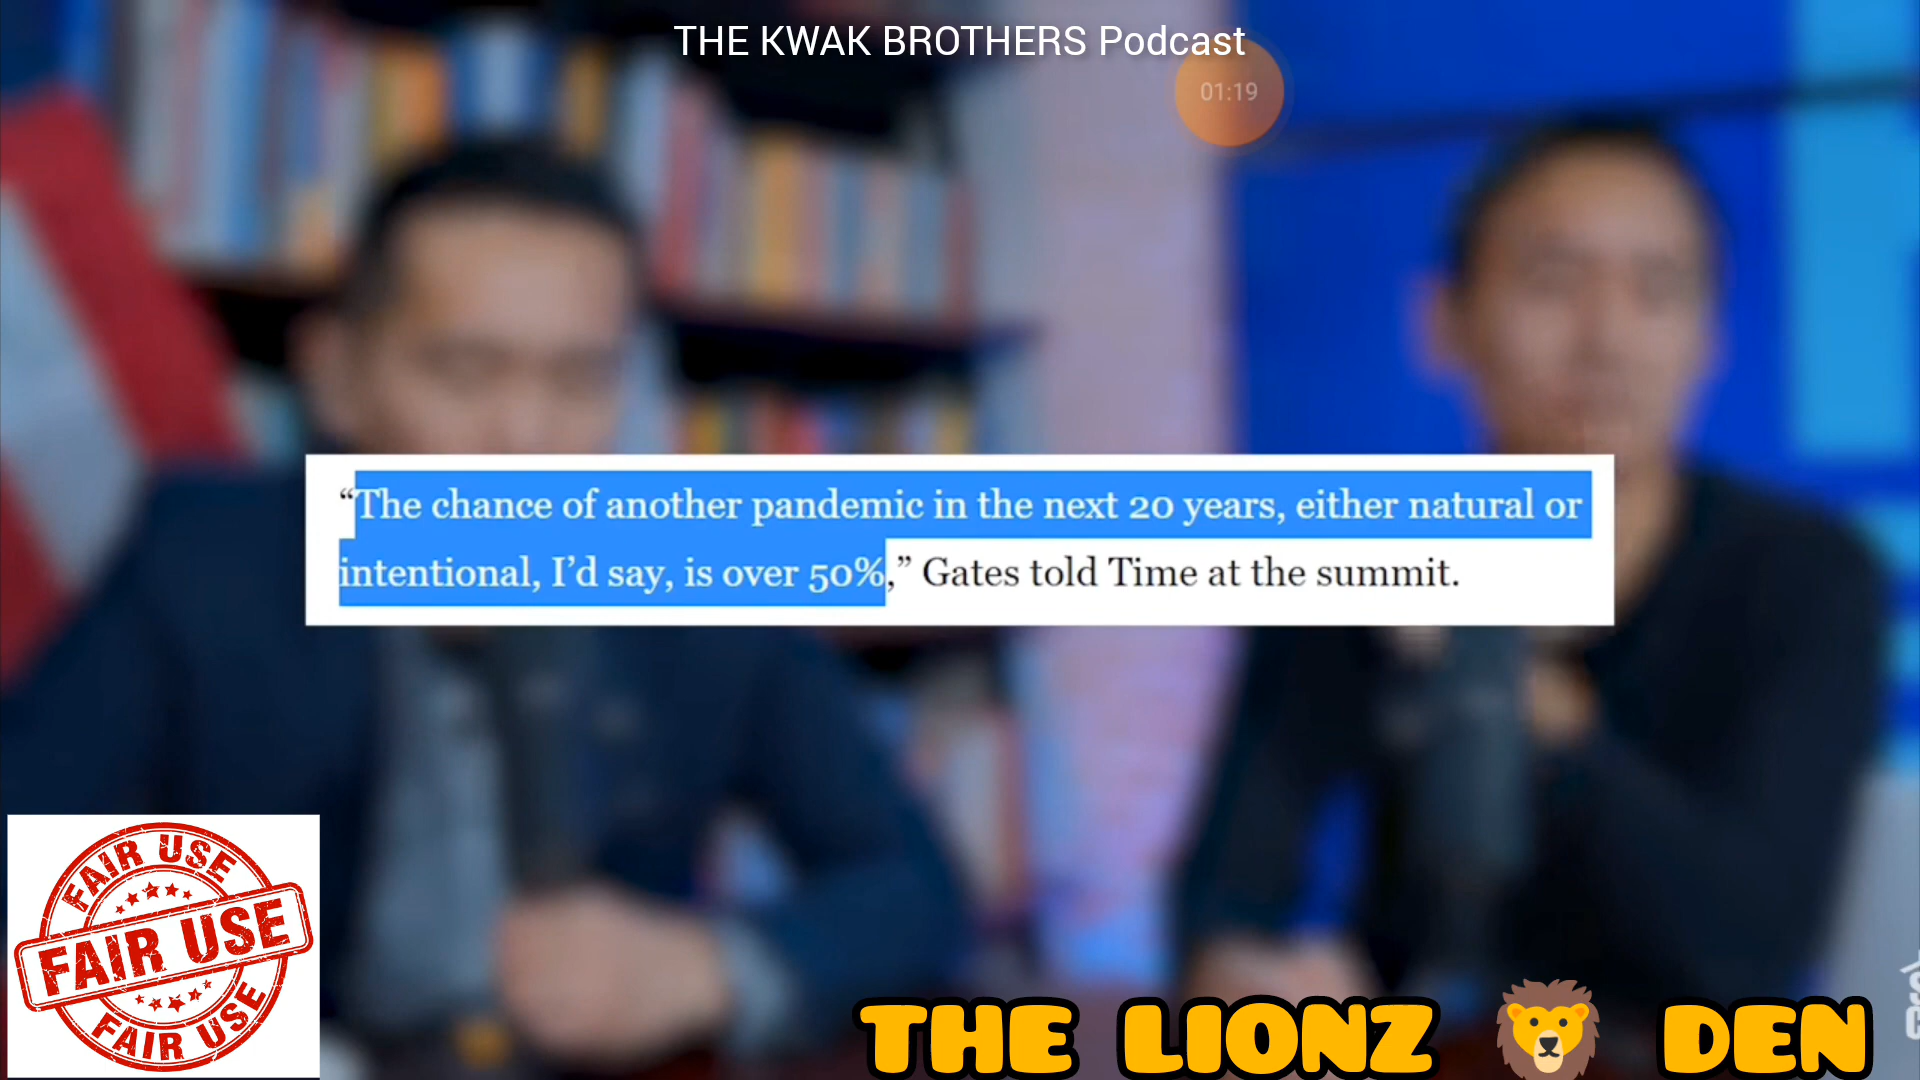 THE KWAK BROTHERS Podcast
01:19
“The chance of another pandemic in the next 20 years, either natural or
intentional, I’d say, is over 50%,” Gates told Time at the summit.
FAIR USE
FAIR USE
FAIR USE
THE LIONZ 🦁 DEN